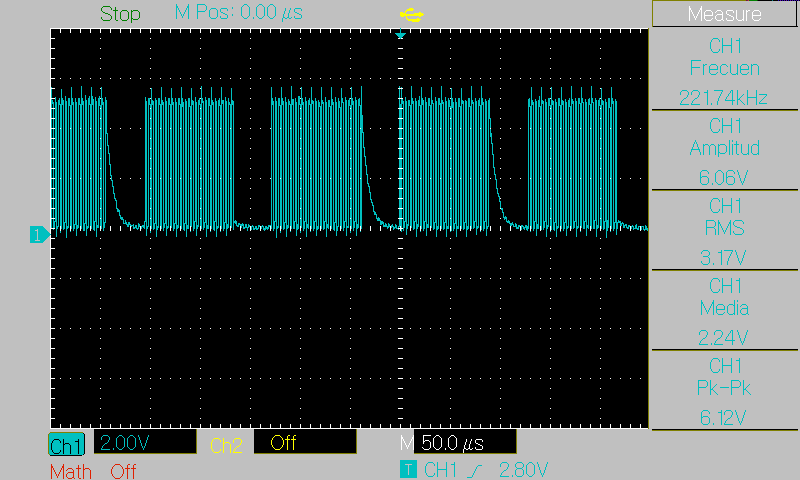 Stop M Pos: 0.00 µs
Measure
CH1
Frecuen
221.74kHz
CH1
Amplitud
6.06V
CH1
RMS
3.17V
CH1
Media
2.24V
CH1
Pk-Pk
6.12V
1
Ch1 2.00V Ch2 Off M 50.0 µs
Math Off T CH1 2.80V